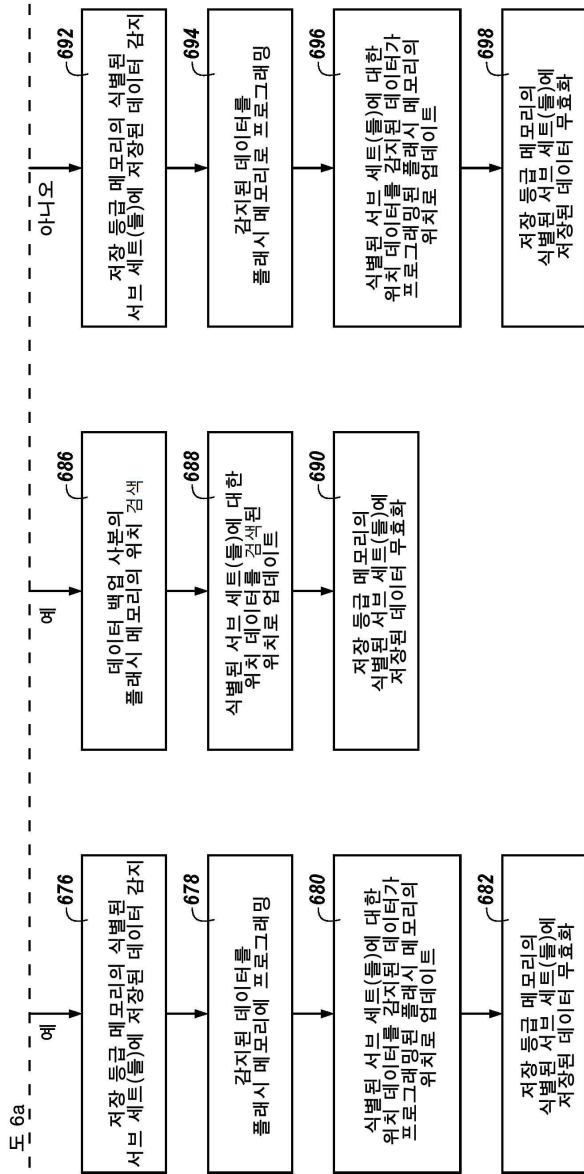 도 6a
예
676
저장 등급 메모리의 식별된
서브 세트(들)에 저장된 데이터 감지
678
감지된 데이터를
플래시 메모리에 프로그래밍
680
식별된 서브 세트(들)에 대한
위치 데이터를 감지된 데이터가
프로그래밍된 플래시 메모리의
위치로 업데이트
682
저장 등급 메모리의
식별된 서브 세트(들)에
저장된 데이터 무효화
예
686
데이터 백업 사본의
플래시 메모리의 위치 검색
688
식별된 서브 세트(들)에 대한
위치 데이터를 검색된
위치로 업데이트
690
저장 등급 메모리의
식별된 서브 세트(들)에
저장된 데이터 무효화
아니오
692
저장 등급 메모리의 식별된
서브 세트(들)에 저장된 데이터 감지
694
감지된 데이터를
플래시 메모리로 프로그래밍
696
식별된 서브 세트(들)에 대한
위치 데이터를 감지된 데이터가
프로그래밍된 플래시 메모리의
위치로 업데이트
698
저장 등급 메모리의
식별된 서브 세트(들)에
저장된 데이터 무효화